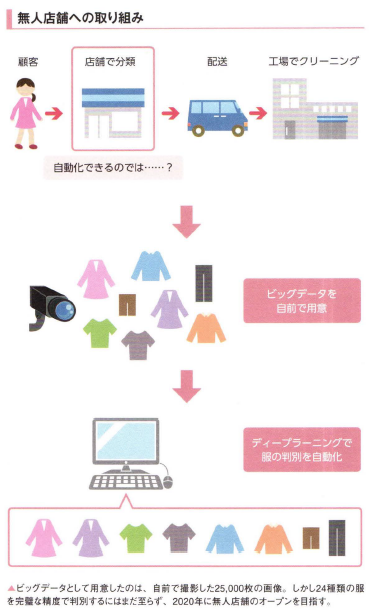 無人店舗への取り組み
顧客
店舗で分類
配送
工場でクリーニング
自動化できるのでは……？
ビッグデータを
自前で用意
ディープラーニングで
服の判別を自動化
▲ビッグデータとして用意したのは、自前で撮影した25,000枚の画像。しかし24種類の服
を完璧な精度で判別するにはまだ至らず、2020年に無人店舗のオープンを目指す。